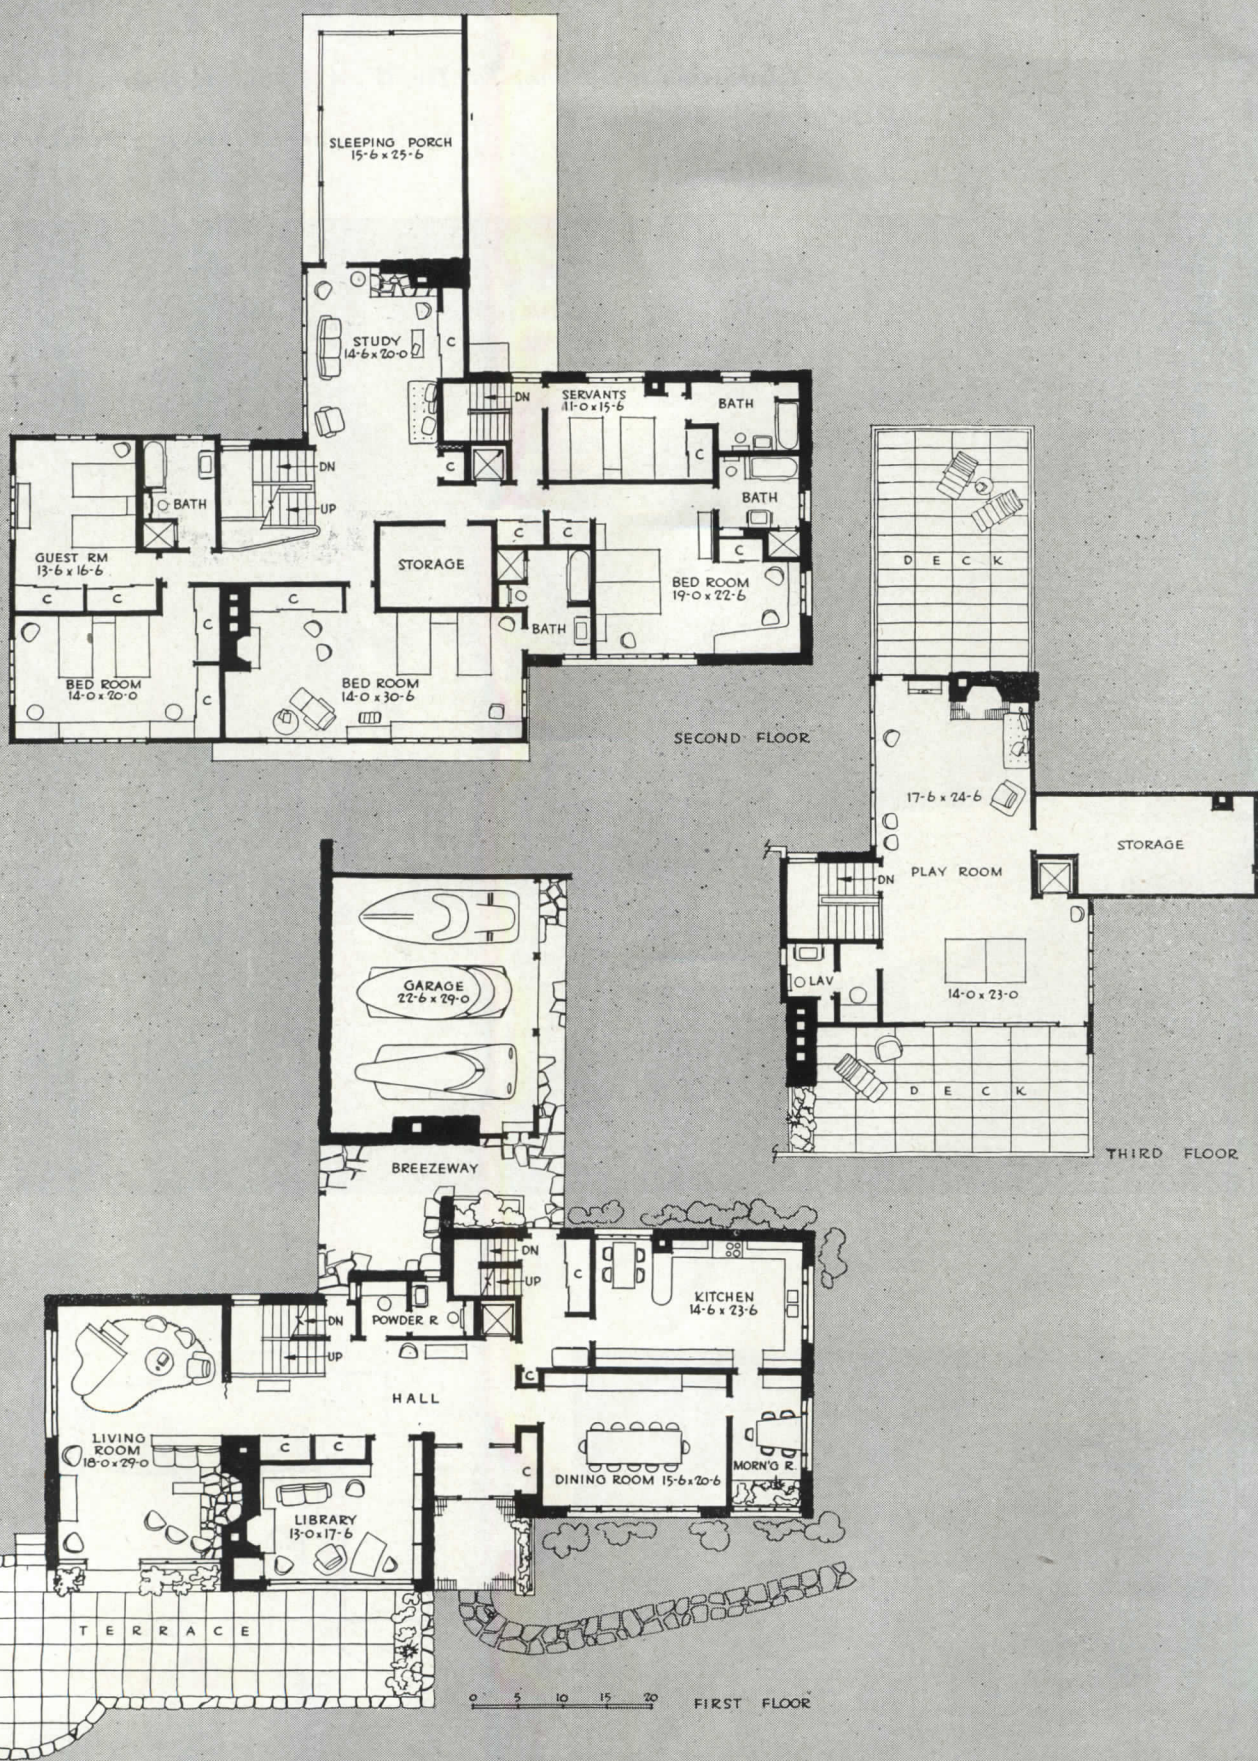 SLEEPING PORCH
15-6 x 25-6
STUDY
14-6 x 20-0
C
DN
SERVANTS
11-0 x 15-6
BATH
C
C
DN
UP
BATH
BATH
GUEST RM
13-6 x 16-6
C
C
STORAGE
C
C
C
BED ROOM
19-0 x 22-6
C
C
BATH
BED ROOM
14-0 x 20-0
C
BED ROOM
14-0 x 30-6
SECOND FLOOR
DECK
17-6 x 24-6
STORAGE
PLAY ROOM
DN
LAV
14-0 x 23-0
DECK
THIRD FLOOR
GARAGE
22-6 x 29-0
BREEZEWAY
DN
UP
C
KITCHEN
14-6 x 23-6
POWDER R
DN
UP
HALL
C
LIVING
ROOM
18-0 x 29-0
C
C
C
DINING ROOM 15-6 x 20-6
MORN'G R.
LIBRARY
13-0 x 17-6
TERRACE
0 5 10 15 20
FIRST FLOOR